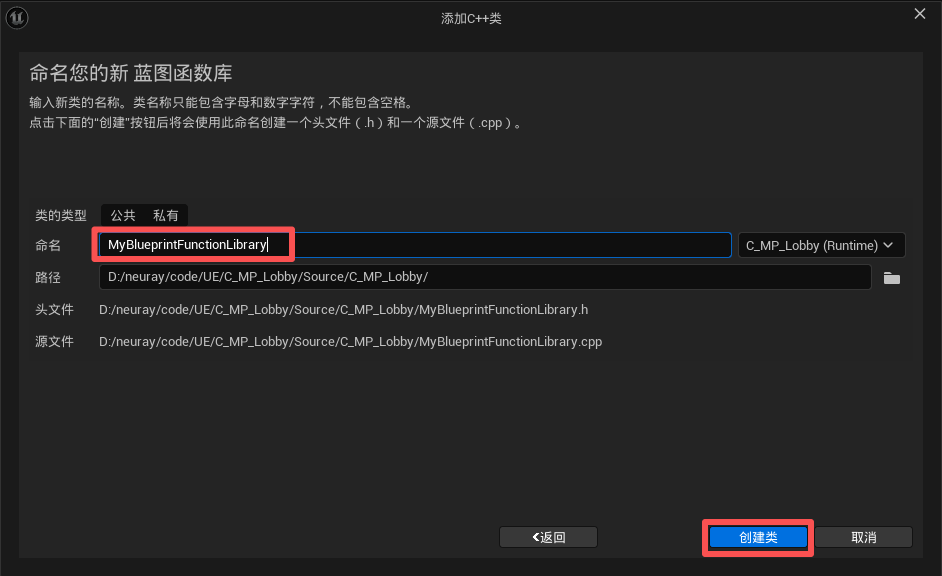 添加C++类
命名您的新 蓝图函数库
输入新类的名称。类名称只能包含字母和数字字符，不能包含空格。
点击下面的"创建"按钮后将会使用此命名创建一个头文件（.h）和一个源文件（.cpp）。
类的类型 公共 私有
命名 MyBlueprintFunctionLibrary C_MP_Lobby (Runtime)
路径 D:/neuray/code/UE/C_MP_Lobby/Source/C_MP_Lobby/
头文件 D:/neuray/code/UE/C_MP_Lobby/Source/C_MP_Lobby/MyBlueprintFunctionLibrary.h
源文件 D:/neuray/code/UE/C_MP_Lobby/Source/C_MP_Lobby/MyBlueprintFunctionLibrary.cpp
返回 创建类 取消